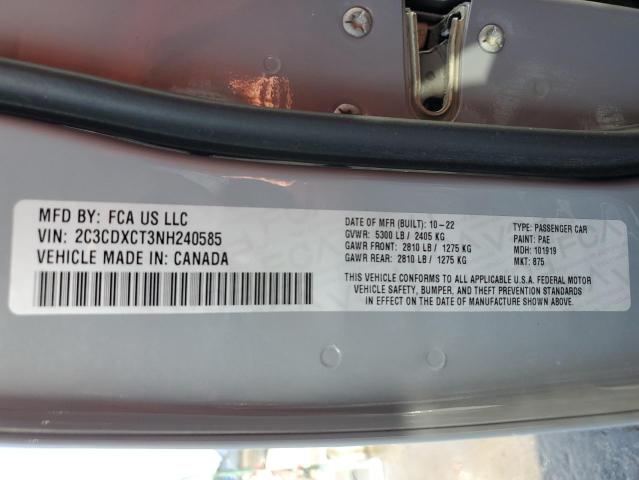 MFD BY: FCA US LLC
VIN: 2C3CDXCT3NH240585
VEHICLE MADE IN: CANADA
DATE OF MFR (BUILT): 10-22
GVWR: 5300 LB / 2405 KG
GAWR FRONT: 2810 LB / 1275 KG
GAWR REAR: 2810 LB / 1275 KG
TYPE: PASSENGER CAR
PAINT: PAE
MDH: 101919
MKT: 875
THIS VEHICLE CONFORMS TO ALL APPLICABLE U.S.A. FEDERAL MOTOR
VEHICLE SAFETY, BUMPER, AND THEFT PREVENTION STANDARDS
IN EFFECT ON THE DATE OF MANUFACTURE SHOWN ABOVE.